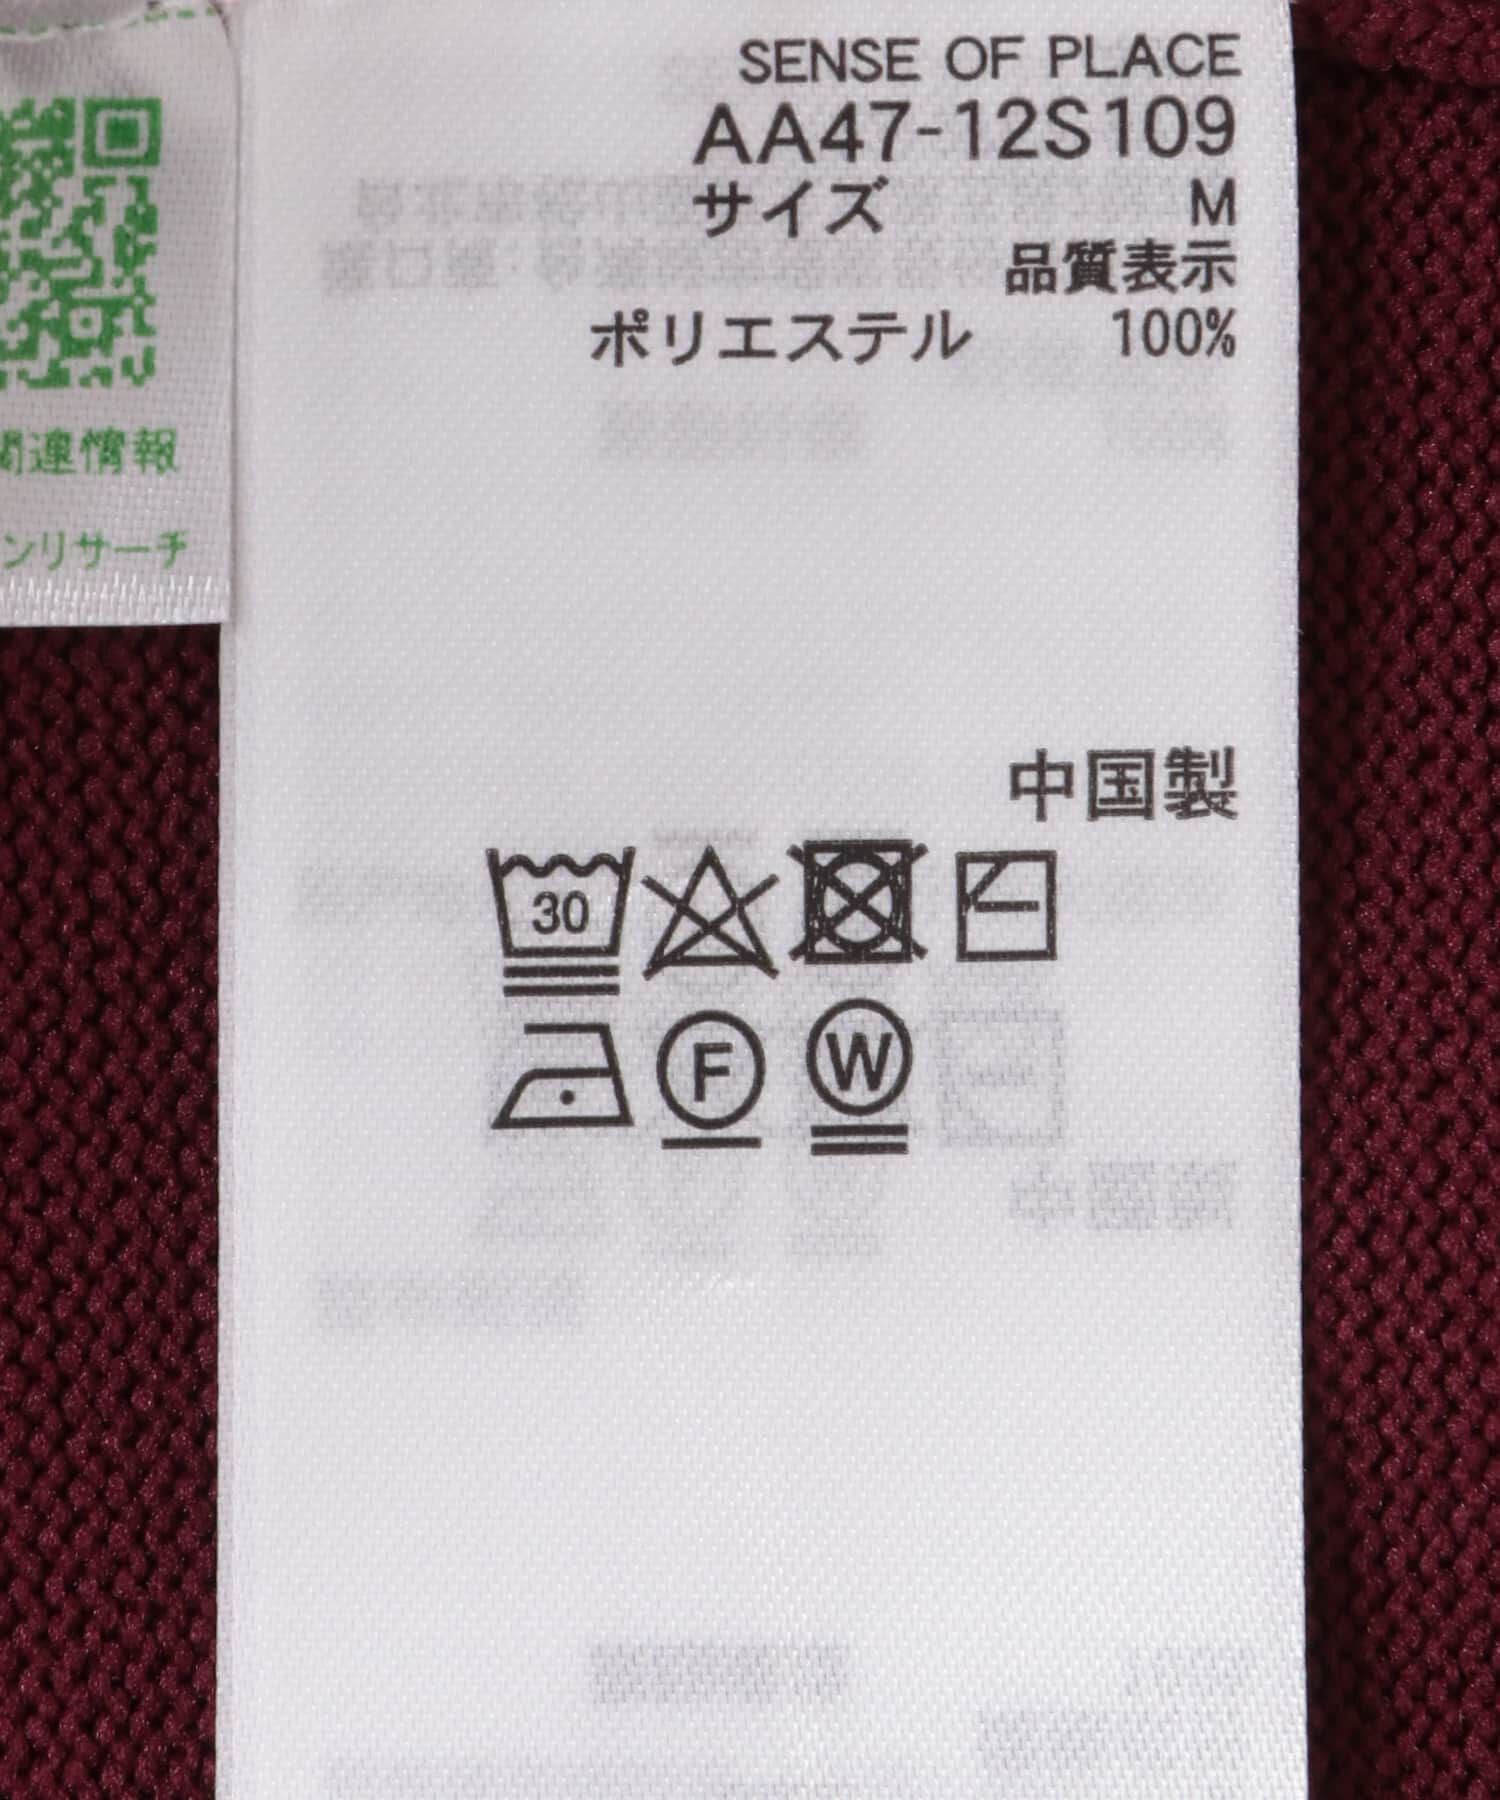 SENSE OF PLACE
AA47-12S109
サイズ M
品質表示
ポリエステル 100%
中国製
30
F
W
関連情報
ンリサーチ